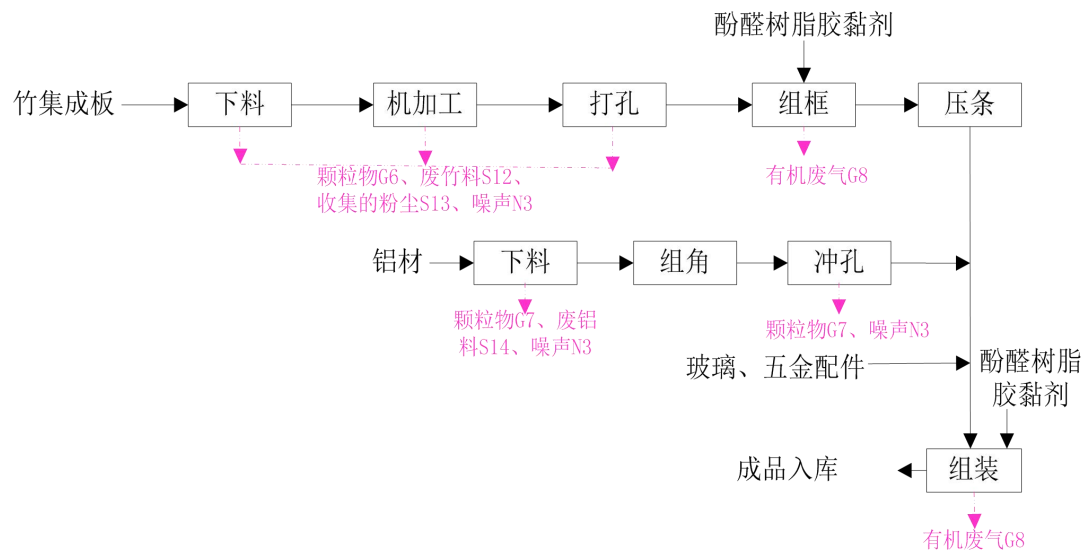 酚醛树脂胶黏剂
竹集成板
下料
机加工
打孔
组框
压条
颗粒物G6、废竹料S12、
收集的粉尘S13、噪声N3
有机废气G8
铝材
下料
组角
冲孔
颗粒物G7、废铝
料S14、噪声N3
颗粒物G7、噪声N3
玻璃、五金配件
酚醛树脂
胶黏剂
成品入库
组装
有机废气G8